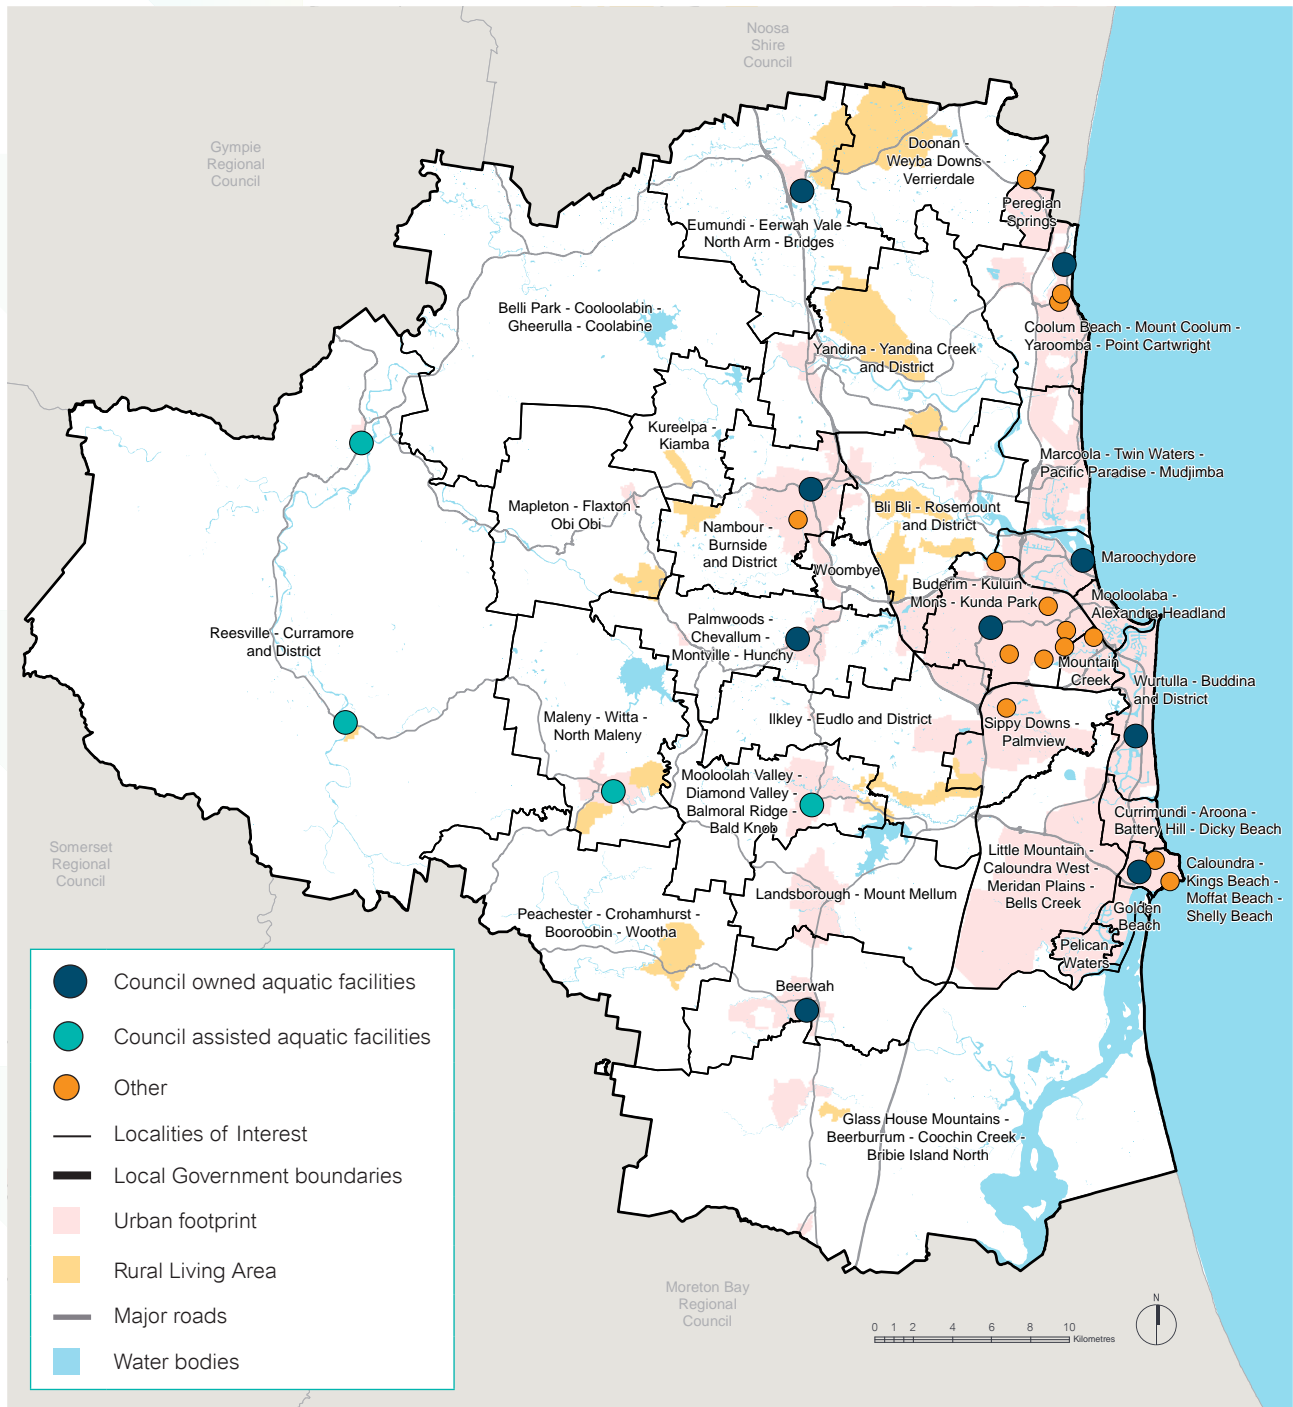 Noosa
Shire
Council
Gympie
Regional
Council
Doonan -
Weyba Downs -
Verrierdale
Peregian
Springs
Eumundi - Eerwah Vale -
North Arm - Bridges
Belli Park - Cooloolabin -
Gheerulla - Coolabine
Coolum Beach - Mount Coolum -
Yaroomba - Point Cartwright
Yandina - Yandina Creek
and District
Kureelpa -
Kiamba
Marcoola - Twin Waters -
Pacific Paradise - Mudjimba
Mapleton - Flaxton -
Obi Obi
Bli Bli - Rosemount
and District
Nambour -
Burnside
and District
Woombye
Maroochydore
Buderim - Kuluin -
Mons - Kunda Park
Mooloolaba -
Alexandra Headland
Reesville - Curramore
and District
Palmwoods -
Chevallum -
Montville - Hunchy
Mountain
Creek
Wurtulla - Buddina
and District
Maleny - Witta -
North Maleny
Ilkley - Eudlo and District
Sippy Downs -
Palmview
Mooloolah Valley -
Diamond Valley -
Balmoral Ridge -
Bald Knob
Currimundi - Aroona -
Battery Hill - Dicky Beach
Little Mountain -
Caloundra West -
Meridan Plains -
Bells Creek
Caloundra -
Kings Beach -
Moffat Beach -
Shelly Beach
Somerset
Regional
Council
Landsborough - Mount Mellum
Golden
Beach
Peachester - Crohamhurst -
Booroobin - Wootha
Pelican
Waters
Beerwah
Glass House Mountains -
Beerburrum - Coochin Creek -
Bribie Island North
Moreton Bay
Regional
Council
Council owned aquatic facilities
Council assisted aquatic facilities
Other
Localities of Interest
Local Government boundaries
Urban footprint
Rural Living Area
Major roads
Water bodies
N
0 1 2 4 6 8 10
Kilometres